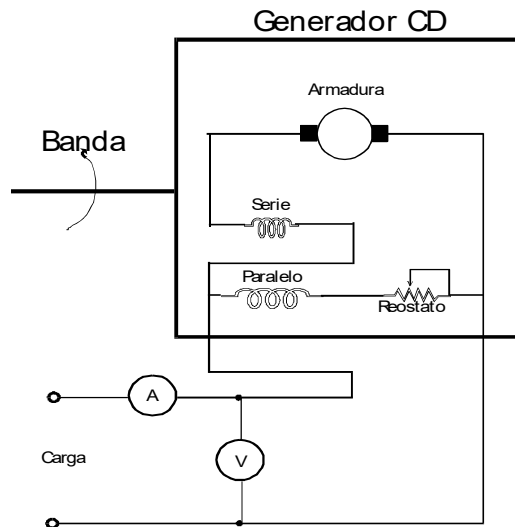 Generador CD
Armadura
Banda
Serie
Paralelo
Reostato
A
Carga
V